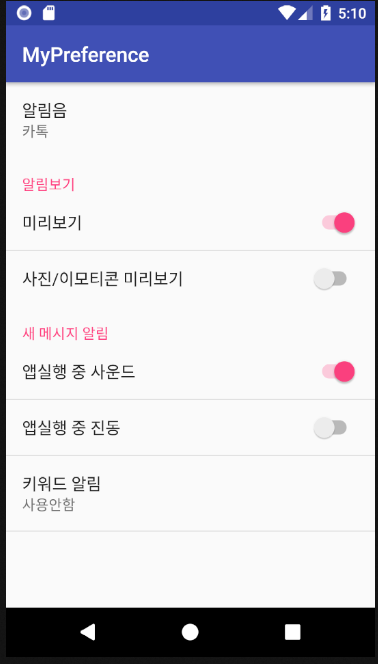 5:10
MyPreference
알림음
카톡
알림보기
미리보기
사진/이모티콘 미리보기
새 메시지 알림
앱실행 중 사운드
앱실행 중 진동
키워드 알림
사용안함